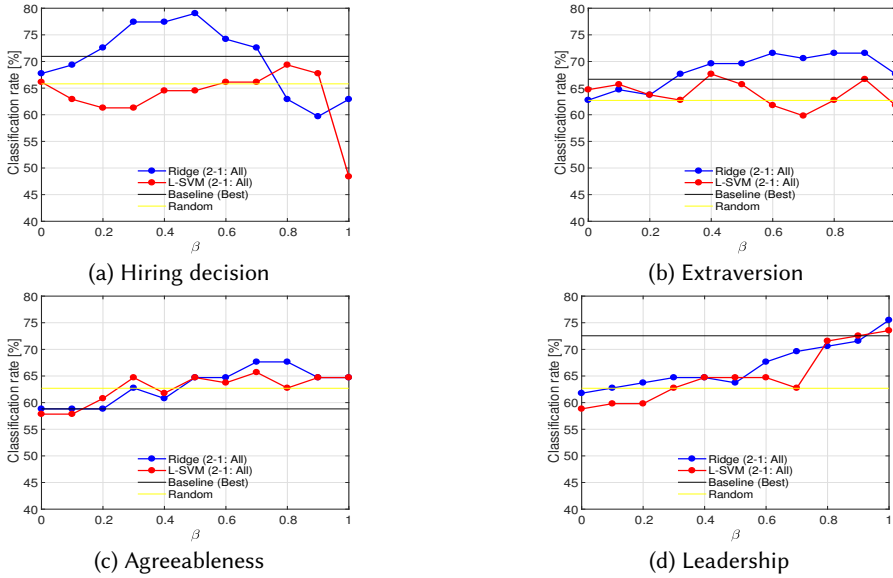 Classification rate [%]
80
75
70
65
60
55
50
45
40
Ridge (2-1: All)
L-SVM (2-1: All)
Baseline (Best)
Random
0 0.2 0.4 0.6 0.8 1
β
(a) Hiring decision
Classification rate [%]
80
75
70
65
60
55
50
45
40
Ridge (2-1: All)
L-SVM (2-1: All)
Baseline (Best)
Random
0 0.2 0.4 0.6 0.8 1
β
(b) Extraversion
Classification rate [%]
80
75
70
65
60
55
50
45
40
Ridge (2-1: All)
L-SVM (2-1: All)
Baseline (Best)
Random
0 0.2 0.4 0.6 0.8 1
β
(c) Agreeableness
Classification rate [%]
80
75
70
65
60
55
50
45
40
Ridge (2-1: All)
L-SVM (2-1: All)
Baseline (Best)
Random
0 0.2 0.4 0.6 0.8 1
β
(d) Leadership